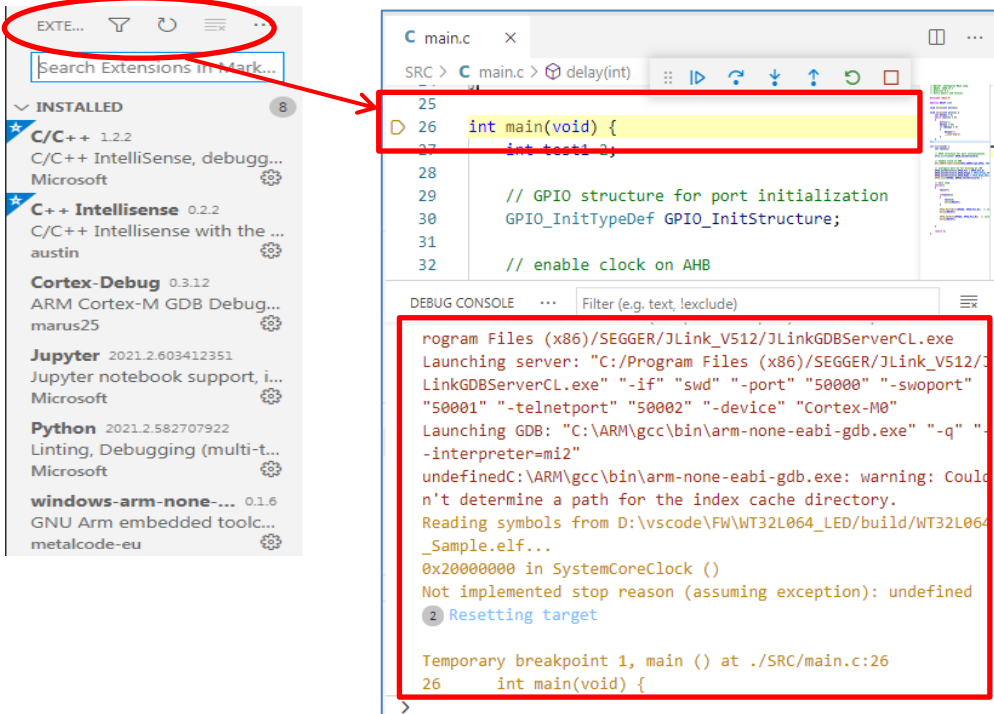 EXTE... ...
Search Extensions in Mark...
INSTALLED 8
C/C++ 1.2.2
C/C++ IntelliSense, debugg...
Microsoft
C++ Intellisense 0.2.2
C/C++ Intellisense with the ...
austin
Cortex-Debug 0.3.12
ARM Cortex-M GDB Debug...
marus25
Jupyter 2021.2.603412351
Jupyter notebook support, i...
Microsoft
Python 2021.2.582707922
Linting, Debugging (multi-t...
Microsoft
windows-arm-none-... 0.1.6
GNU Arm embedded toolc...
metalcode-eu
C main.c ×
SRC > C main.c > delay(int)
25
26 int main(void) {
27 int test1=2;
28
29 // GPIO structure for port initialization
30 GPIO_InitTypeDef GPIO_InitStructure;
31
32 // enable clock on AHB
DEBUG CONSOLE ... Filter (e.g. text, !exclude)
rogram Files (x86)/SEGGER/JLink_V512/JLinkGDBServerCL.exe
Launching server: "C:/Program Files (x86)/SEGGER/JLink_V512/J
LinkGDBServerCL.exe" "-if" "swd" "-port" "50000" "-swoport"
"50001" "-telnetport" "50002" "-device" "Cortex-M0"
Launching GDB: "C:\ARM\gcc\bin\arm-none-eabi-gdb.exe" "-q" "-
-interpreter=mi2"
undefinedC:\ARM\gcc\bin\arm-none-eabi-gdb.exe: warning: Could
n't determine a path for the index cache directory.
Reading symbols from D:\vscode\FW\WT32L064_LED/build/WT32L064
_Sample.elf...
0x20000000 in SystemCoreClock ()
Not implemented stop reason (assuming exception): undefined
2 Resetting target
Temporary breakpoint 1, main () at ./SRC/main.c:26
26 int main(void) {
>